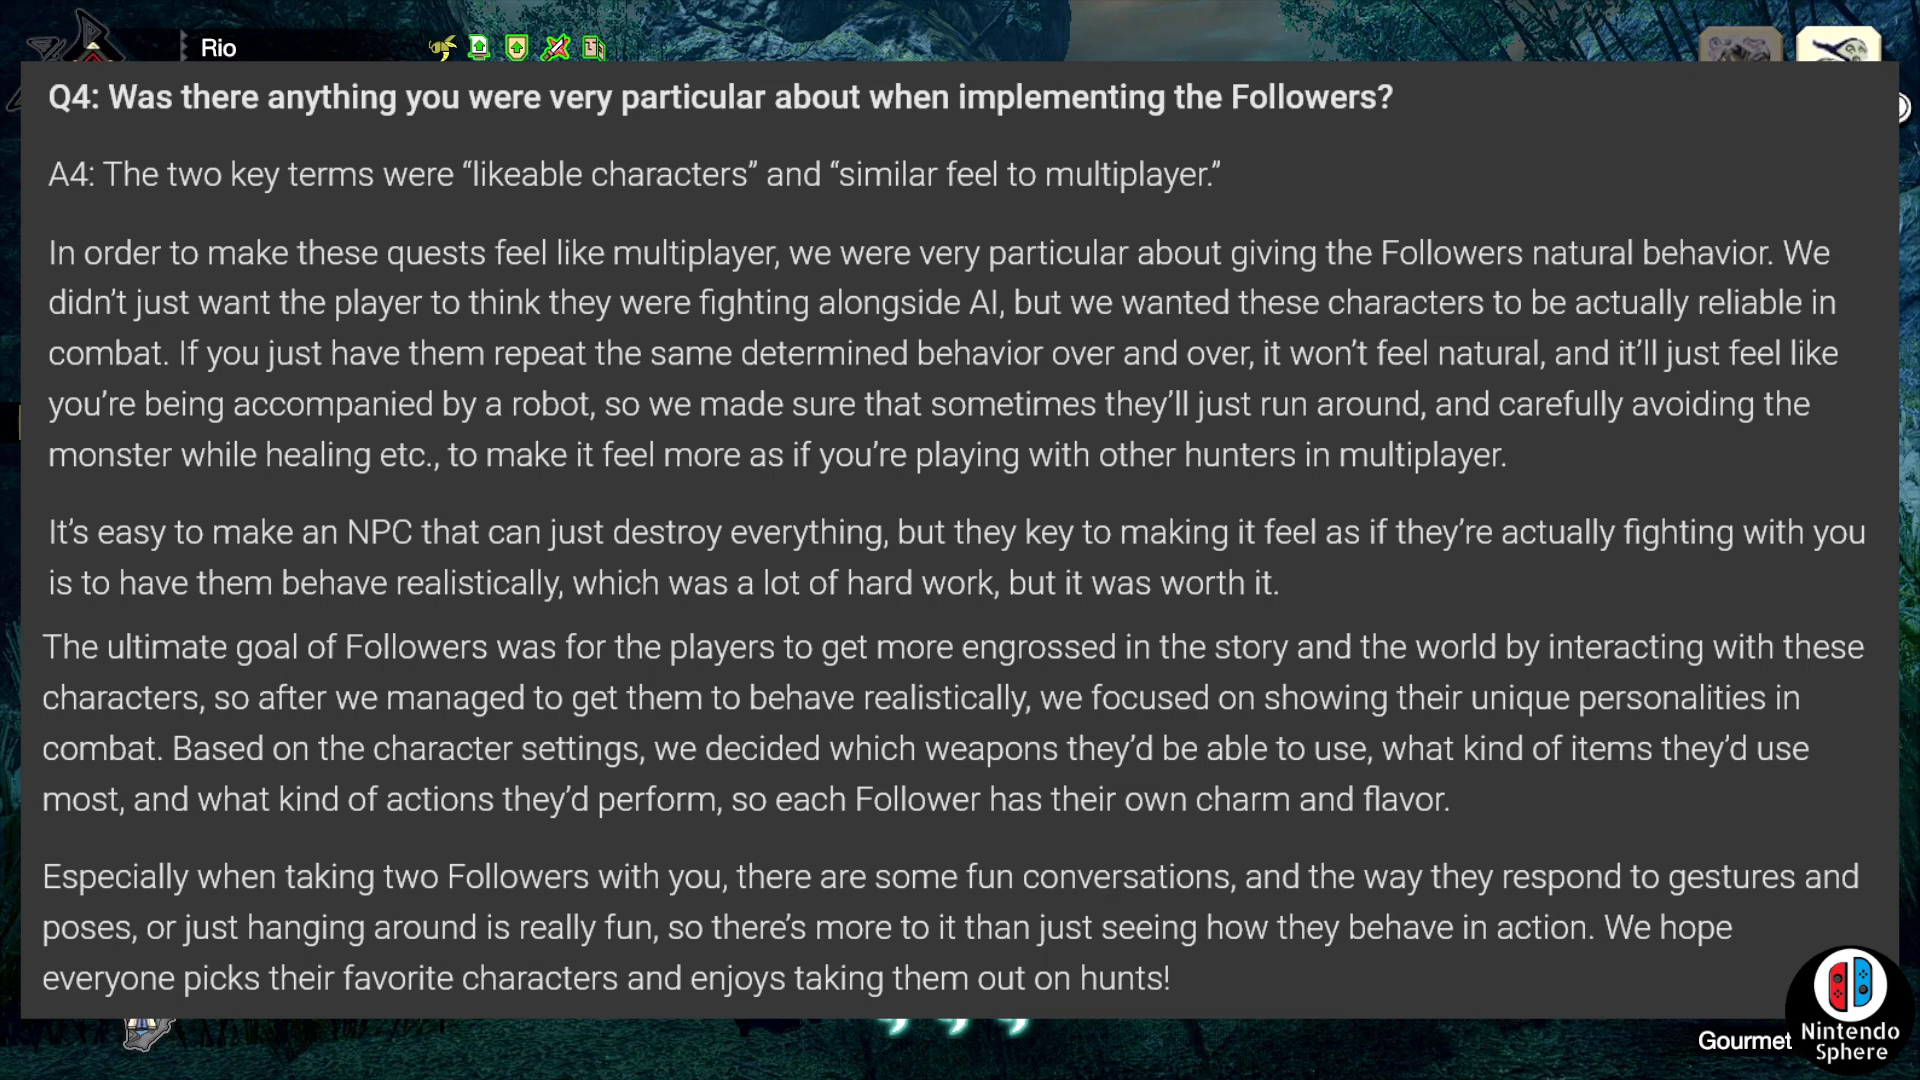 Rio
Q4: Was there anything you were very particular about when implementing the Followers?
A4: The two key terms were “likeable characters” and “similar feel to multiplayer.”
In order to make these quests feel like multiplayer, we were very particular about giving the Followers natural behavior. We
didn’t just want the player to think they were fighting alongside AI, but we wanted these characters to be actually reliable in
combat. If you just have them repeat the same determined behavior over and over, it won’t feel natural, and it’ll just feel like
you’re being accompanied by a robot, so we made sure that sometimes they’ll just run around, and carefully avoiding the
monster while healing etc., to make it feel more as if you’re playing with other hunters in multiplayer.
It’s easy to make an NPC that can just destroy everything, but they key to making it feel as if they’re actually fighting with you
is to have them behave realistically, which was a lot of hard work, but it was worth it.
The ultimate goal of Followers was for the players to get more engrossed in the story and the world by interacting with these
characters, so after we managed to get them to behave realistically, we focused on showing their unique personalities in
combat. Based on the character settings, we decided which weapons they’d be able to use, what kind of items they’d use
most, and what kind of actions they’d perform, so each Follower has their own charm and flavor.
Especially when taking two Followers with you, there are some fun conversations, and the way they respond to gestures and
poses, or just hanging around is really fun, so there’s more to it than just seeing how they behave in action. We hope
everyone picks their favorite characters and enjoys taking them out on hunts!
Gourmet
Nintendo
Sphere